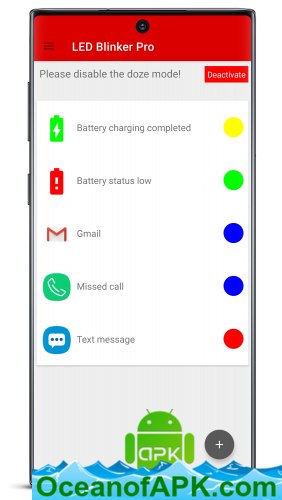 LED Blinker Pro
Please disable the doze mode!
Deactivate
Battery charging completed
Battery status low
Gmail
Missed call
Text message
APK
+
OceanofAPK.com